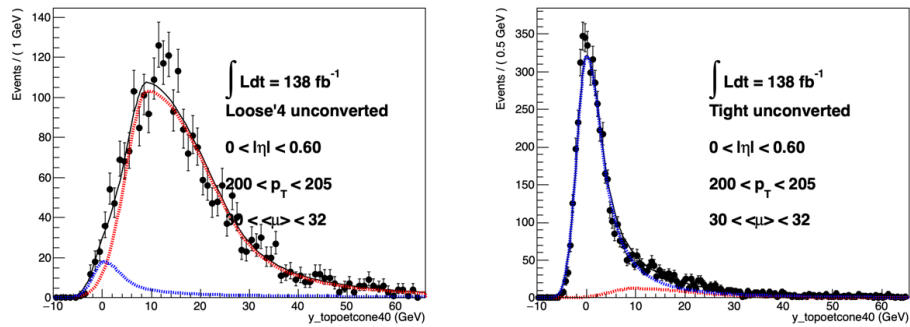 Events / ( 1 GeV )
140
120
100
80
60
40
20
0
∫ Ldt = 138 fb⁻¹
Loose'4 unconverted
0 < |η| < 0.60
200 < p_T < 205
30 < <μ> < 32
−10 0 10 20 30 40 50 60
y_topoetcone40 (GeV)
Events / ( 0.5 GeV )
350
300
250
200
150
100
50
0
∫ Ldt = 138 fb⁻¹
Tight unconverted
0 < |η| < 0.60
200 < p_T < 205
30 < <μ> < 32
−10 0 10 20 30 40 50 60
y_topoetcone40 (GeV)